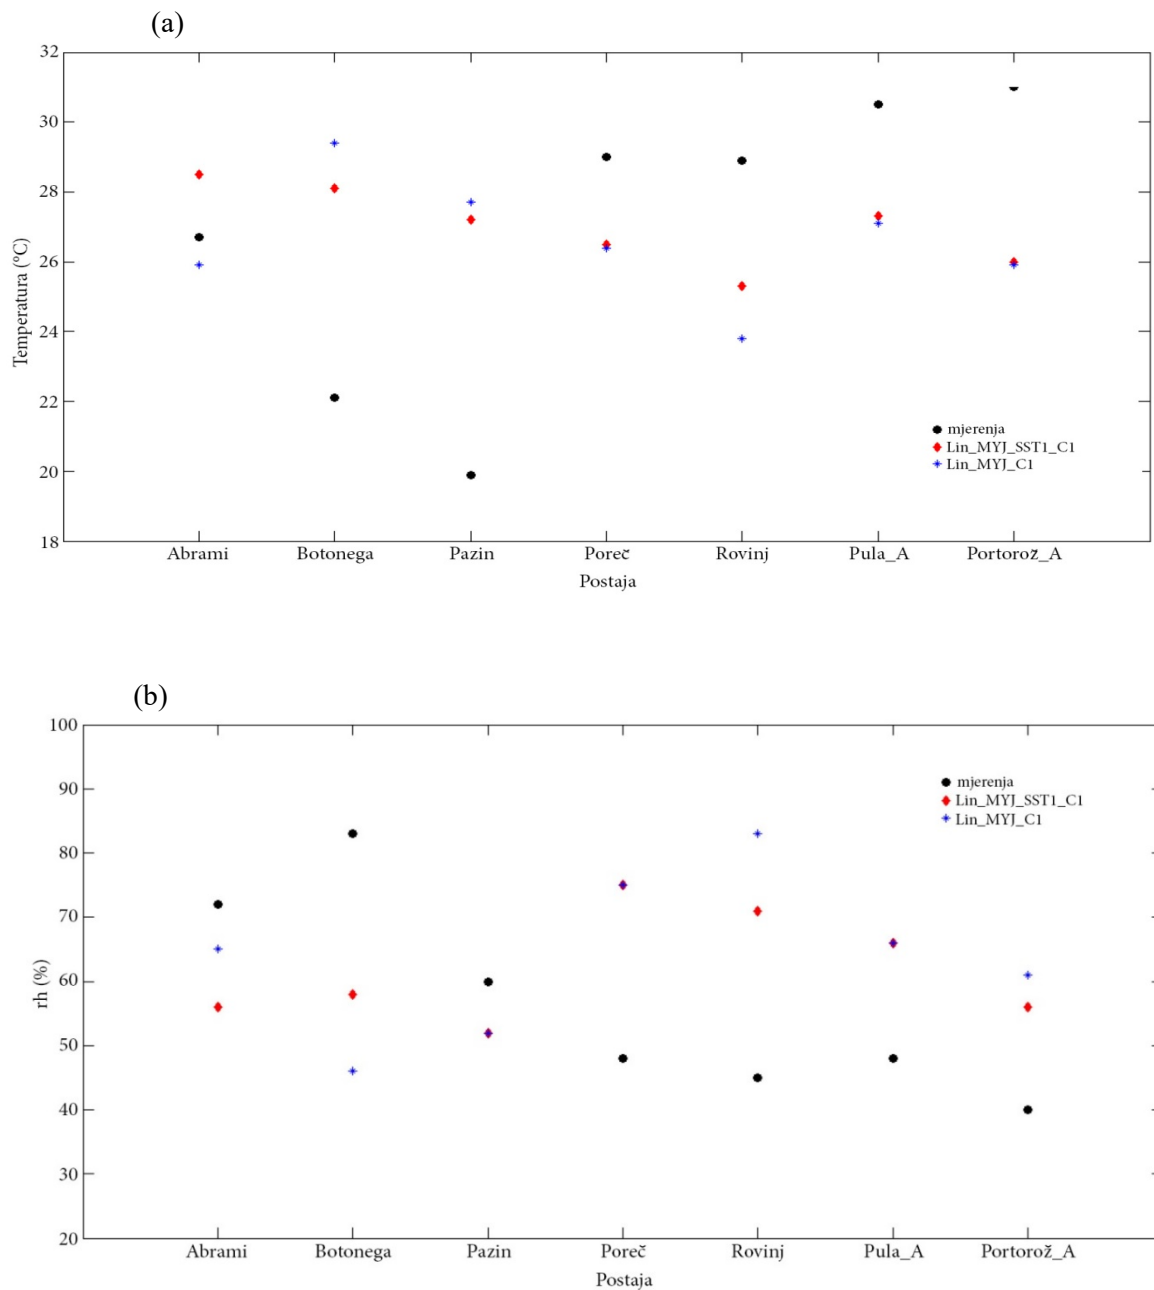 (a)
32
30
28
26
24
22
20
18
Temperatura (°C)
mjerenja
Lin_MYJ_SST1_C1
Lin_MYJ_C1
Abrami Botonega Pazin Poreč Rovinj Pula_A Portorož_A
Postaja
(b)
100
90
80
70
60
50
40
30
20
rh (%)
mjerenja
Lin_MYJ_SST1_C1
Lin_MYJ_C1
Abrami Botonega Pazin Poreč Rovinj Pula_A Portorož_A
Postaja